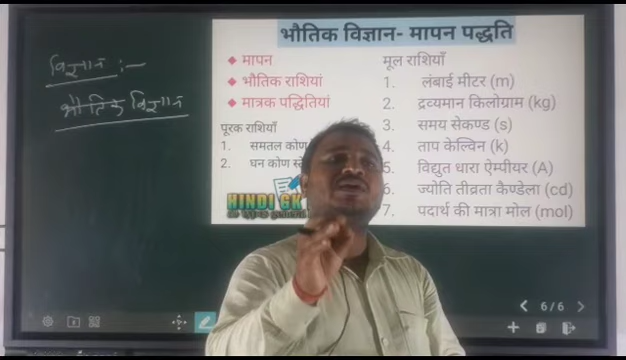 विज्ञान :-
भौतिक विज्ञान
भौतिक विज्ञान- मापन पद्धति
◆ मापन
◆ भौतिक राशियां
◆ मात्रक पद्धितियां
पूरक राशियाँ
1. समतल कोण
2. घन कोण
HINDI GK
मूल राशियाँ
1. लंबाई मीटर (m)
2. द्रव्यमान किलोग्राम (kg)
3. समय सेकण्ड (s)
4. ताप केल्विन (k)
5. विद्युत धारा ऐम्पीयर (A)
6. ज्योति तीव्रता कैण्डेला (cd)
7. पदार्थ की मात्रा मोल (mol)
6/6